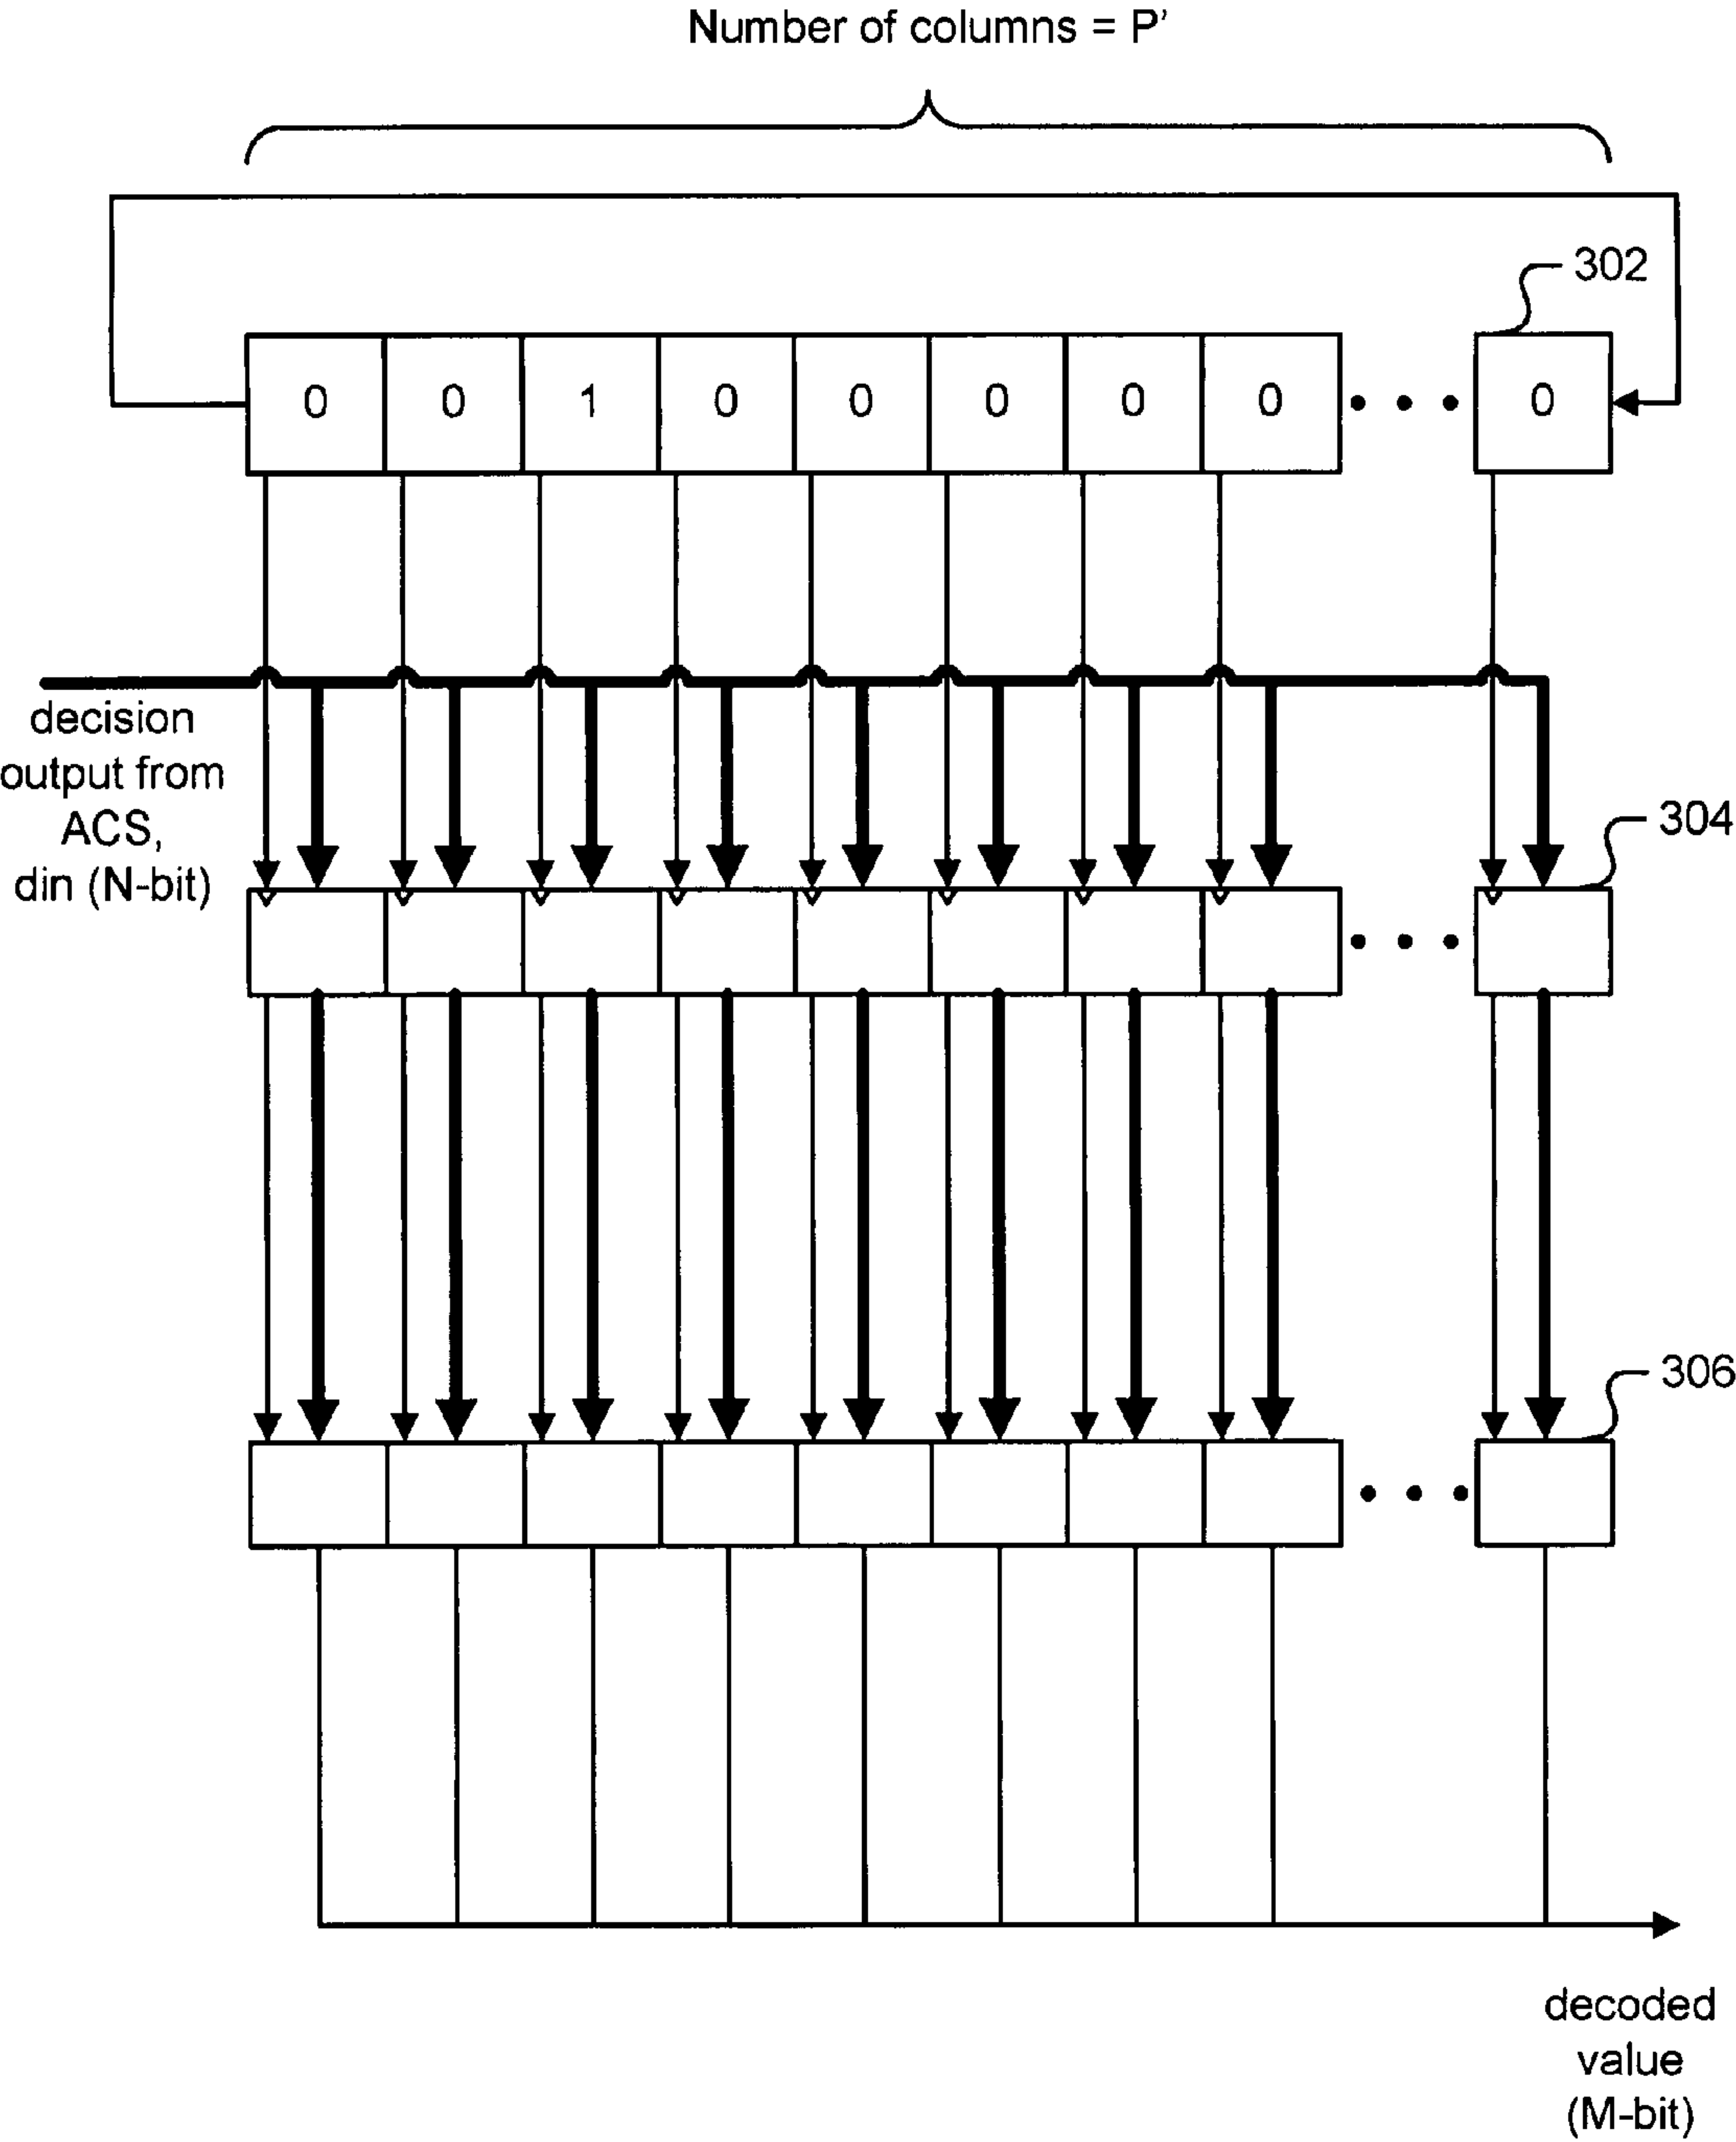 Number of columns = P’
302
0 0 1 0 0 0 0 0 • • • 0
decision
output from
ACS,
din (N-bit)
304
• • •
306
• • •
decoded
value
(M-bit)